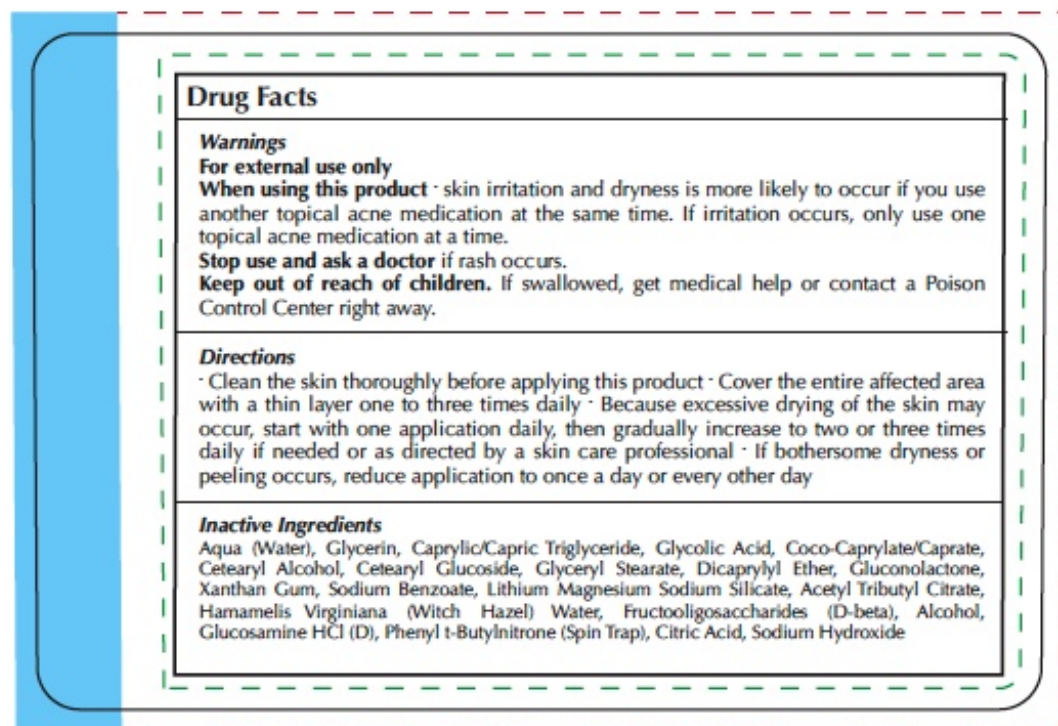 Drug Facts
Warnings
For external use only
When using this product · skin irritation and dryness is more likely to occur if you use
another topical acne medication at the same time. If irritation occurs, only use one
topical acne medication at a time.
Stop use and ask a doctor if rash occurs.
Keep out of reach of children. If swallowed, get medical help or contact a Poison
Control Center right away.
Directions
· Clean the skin thoroughly before applying this product · Cover the entire affected area
with a thin layer one to three times daily · Because excessive drying of the skin may
occur, start with one application daily, then gradually increase to two or three times
daily if needed or as directed by a skin care professional · If bothersome dryness or
peeling occurs, reduce application to once a day or every other day
Inactive Ingredients
Aqua (Water), Glycerin, Caprylic/Capric Triglyceride, Glycolic Acid, Coco-Caprylate/Caprate,
Cetearyl Alcohol, Cetearyl Glucoside, Glyceryl Stearate, Dicaprylyl Ether, Gluconolactone,
Xanthan Gum, Sodium Benzoate, Lithium Magnesium Sodium Silicate, Acetyl Tributyl Citrate,
Hamamelis Virginiana (Witch Hazel) Water, Fructooligosaccharides (D-beta), Alcohol,
Glucosamine HCl (D), Phenyl t-Butylnitrone (Spin Trap), Citric Acid, Sodium Hydroxide